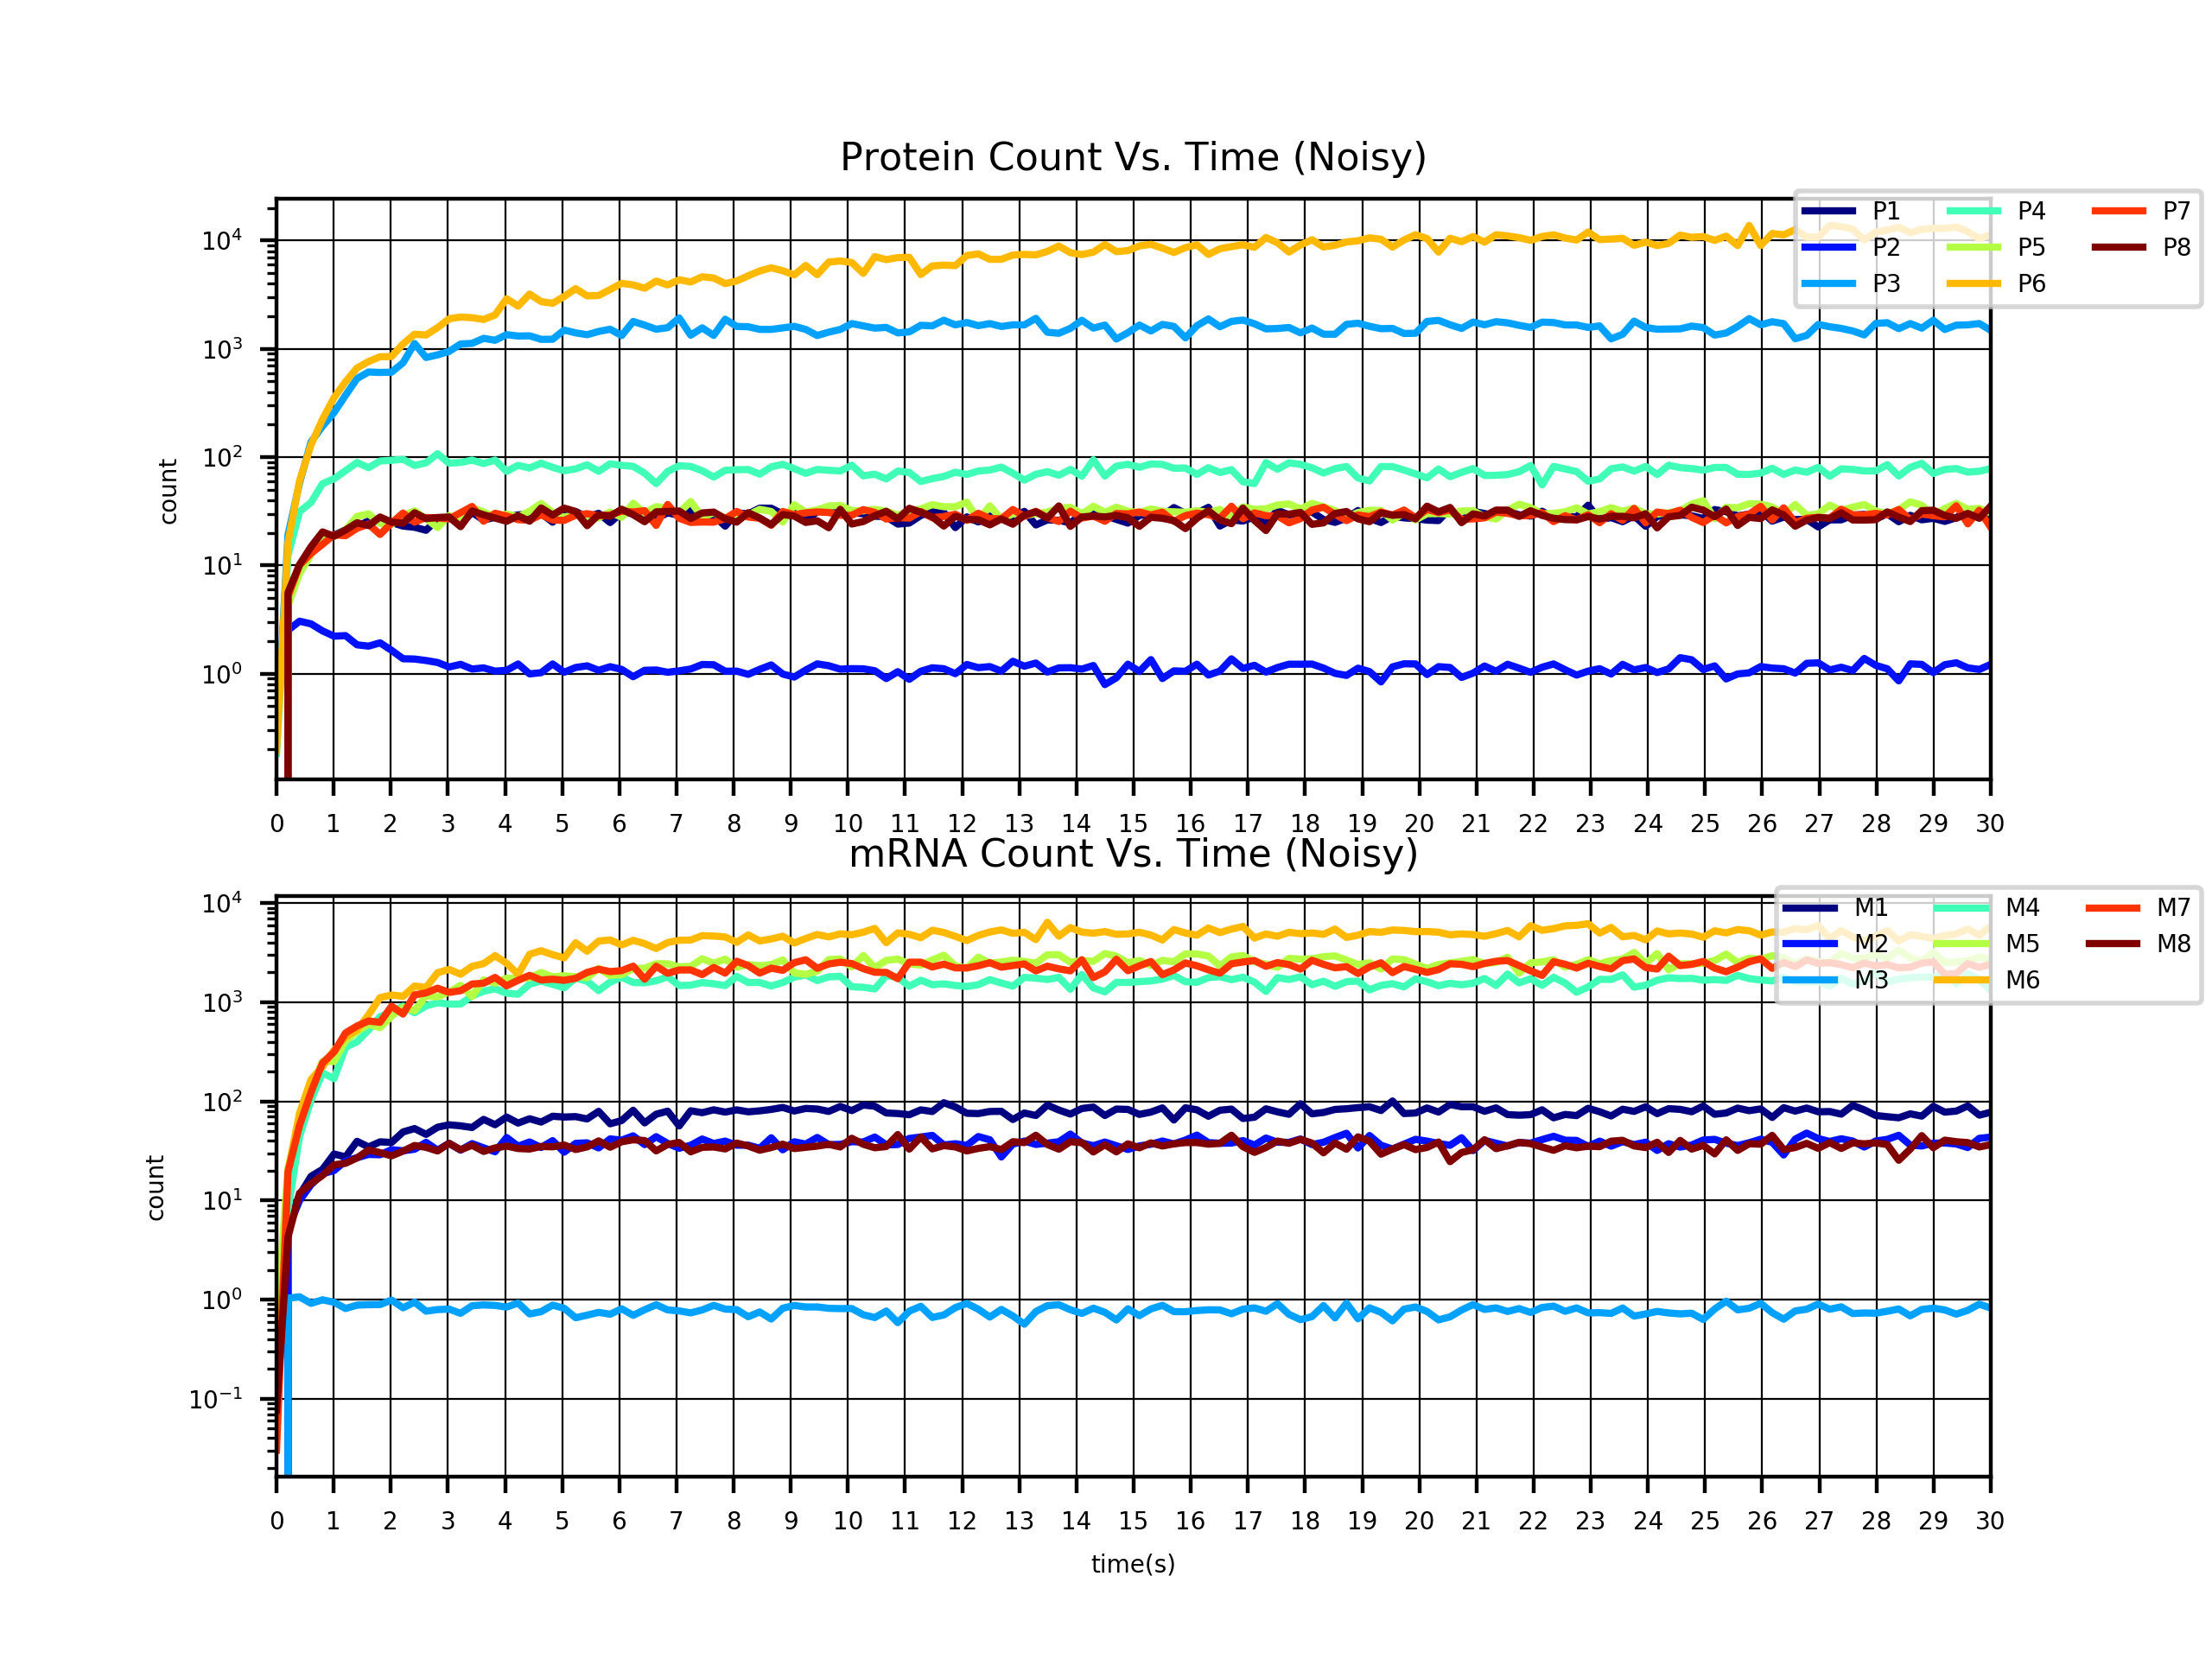 Protein Count Vs. Time (Noisy)
P1 P4 P7
P2 P5 P8
P3 P6
10⁴
10³
10²
10¹
10⁰
count
0 1 2 3 4 5 6 7 8 9 10 11 12 13 14 15 16 17 18 19 20 21 22 23 24 25 26 27 28 29 30
mRNA Count Vs. Time (Noisy)
M1 M4 M7
M2 M5 M8
M3 M6
10⁴
10³
10²
10¹
10⁰
10⁻¹
count
0 1 2 3 4 5 6 7 8 9 10 11 12 13 14 15 16 17 18 19 20 21 22 23 24 25 26 27 28 29 30
time(s)